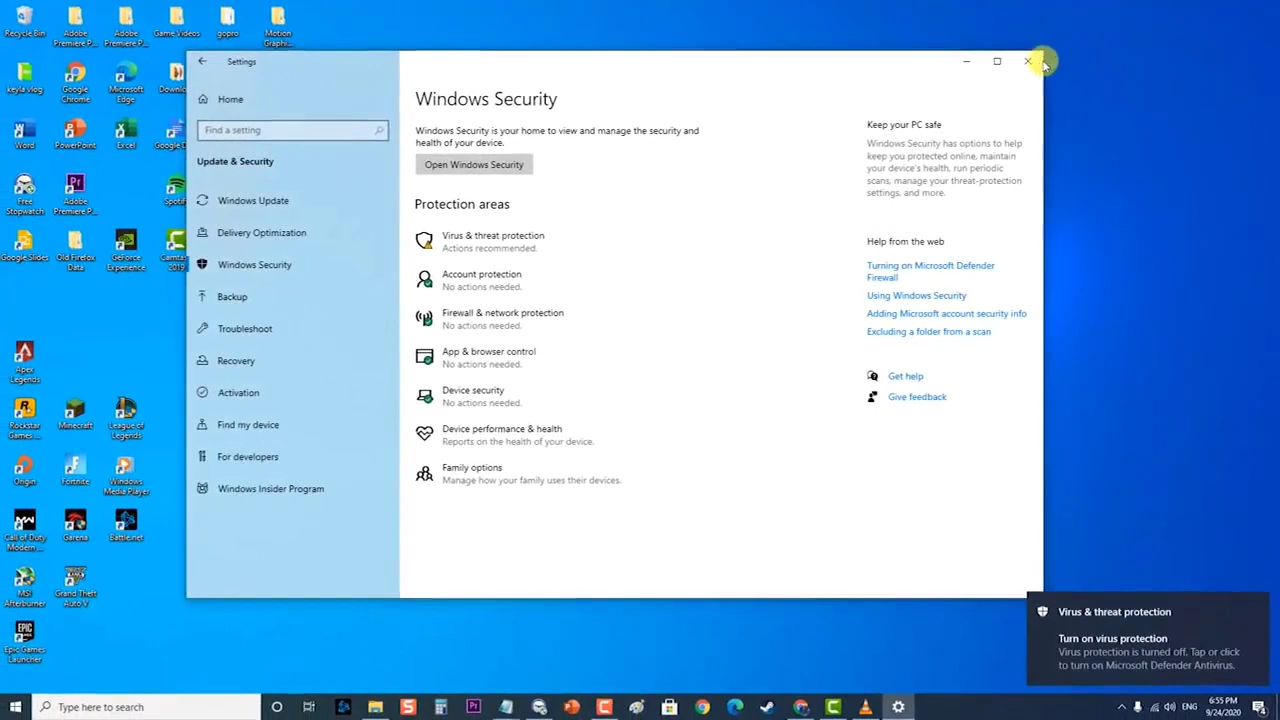 Recycle Bin
Adobe Premiere P...
Adobe Premiere P...
Game Videos
gopro
Motion Graphi...
keyla vlog
Google Chrome
Microsoft Edge
Downlo
Word
PowerPoint
Excel
Google D
Free Stopwatch
Adobe Premiere P...
Spotif
Google Slides
Old Firefox Data
GeForce Experience
Camtas 2019
Apex Legends
Rockstar Games ...
Minecraft
League of Legends
Origin
Fortnite
Windows Media Player
Call of Duty Modern ...
Garena
Battle.net
MSI Afterburner
Grand Theft Auto V
Epic Games Launcher
Settings
Home
Find a setting
Update & Security
Windows Update
Delivery Optimization
Windows Security
Backup
Troubleshoot
Recovery
Activation
Find my device
For developers
Windows Insider Program
Windows Security
Windows Security is your home to view and manage the security and
health of your device.
Open Windows Security
Protection areas
Virus & threat protection
Actions recommended.
Account protection
No actions needed.
Firewall & network protection
No actions needed.
App & browser control
No actions needed.
Device security
No actions needed.
Device performance & health
Reports on the health of your device.
Family options
Manage how your family uses their devices.
Keep your PC safe
Windows Security has options to help
keep you protected online, maintain
your device's health, run periodic
scans, manage your threat-protection
settings, and more.
Help from the web
Turning on Microsoft Defender
Firewall
Using Windows Security
Adding Microsoft account security info
Excluding a folder from a scan
Get help
Give feedback
Virus & threat protection
Turn on virus protection
Virus protection is turned off. Tap or click
to turn on Microsoft Defender Antivirus.
Type here to search
ENG
6:55 PM
9/24/2020